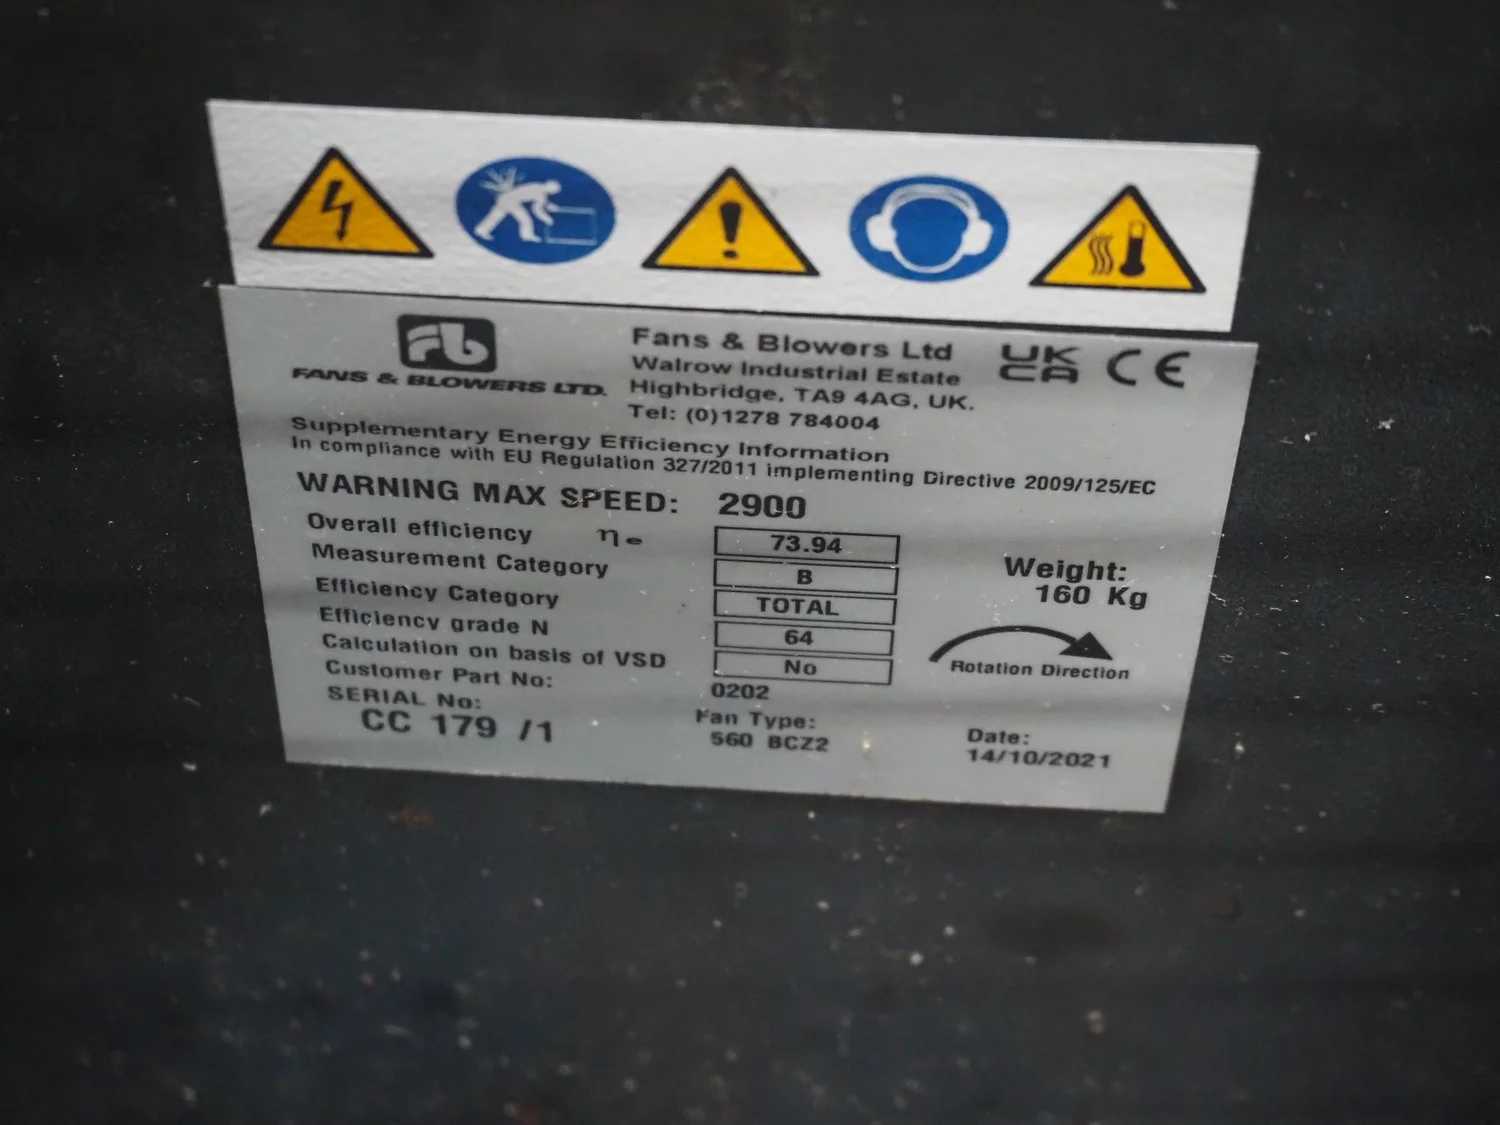 fb
FANS & BLOWERS LTD.
Fans & Blowers Ltd
Walrow Industrial Estate
Highbridge, TA9 4AG, UK.
Tel: (0)1278 784004
UK
CA
CE
Supplementary Energy Efficiency Information
In compliance with EU Regulation 327/2011 implementing Directive 2009/125/EC
WARNING MAX SPEED: 2900
Overall efficiency ηe 73.94
Measurement Category B
Efficiency Category TOTAL
Efficiency grade N 64
Calculation on basis of VSD No
Customer Part No: 0202
SERIAL No:
CC 179 /1
Fan Type:
560 BCZ2
Weight:
160 Kg
Rotation Direction
Date:
14/10/2021